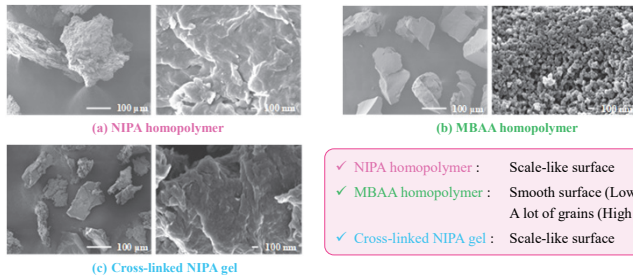 100 μm
100 nm
(a) NIPA homopolymer
100 μm
100 nm
(b) MBAA homopolymer
100 μm
100 nm
(c) Cross-linked NIPA gel
✓ NIPA homopolymer : Scale-like surface
✓ MBAA homopolymer : Smooth surface (Low
A lot of grains (High
✓ Cross-linked NIPA gel : Scale-like surface